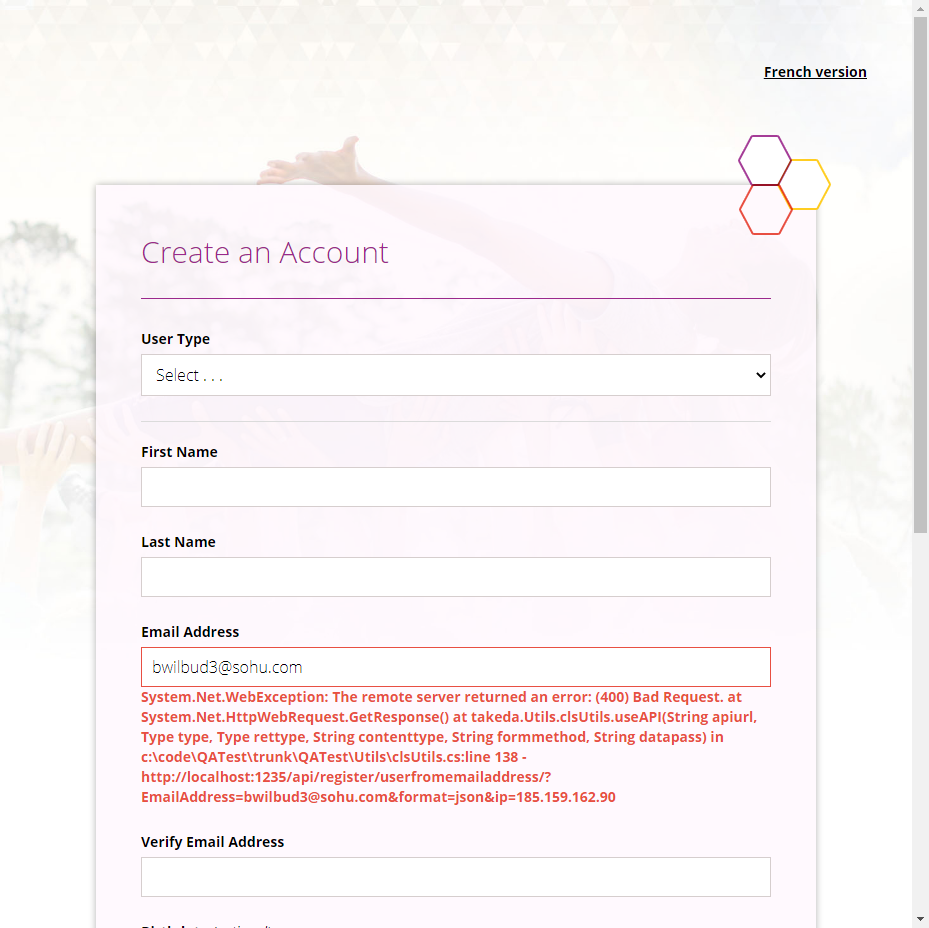 French version
Create an Account
User Type
Select . . .
First Name
Last Name
Email Address
bwilbud3@sohu.com
System.Net.WebException: The remote server returned an error: (400) Bad Request. at
System.Net.HttpWebRequest.GetResponse() at takeda.Utils.clsUtils.useAPI(String apiurl,
Type type, Type rettype, String contenttype, String formmethod, String datapass) in
c:\code\QATest\trunk\QATest\Utils\clsUtils.cs:line 138 -
http://localhost:1235/api/register/userfromemailaddress/?
EmailAddress=bwilbud3@sohu.com&format=json&ip=185.159.162.90
Verify Email Address